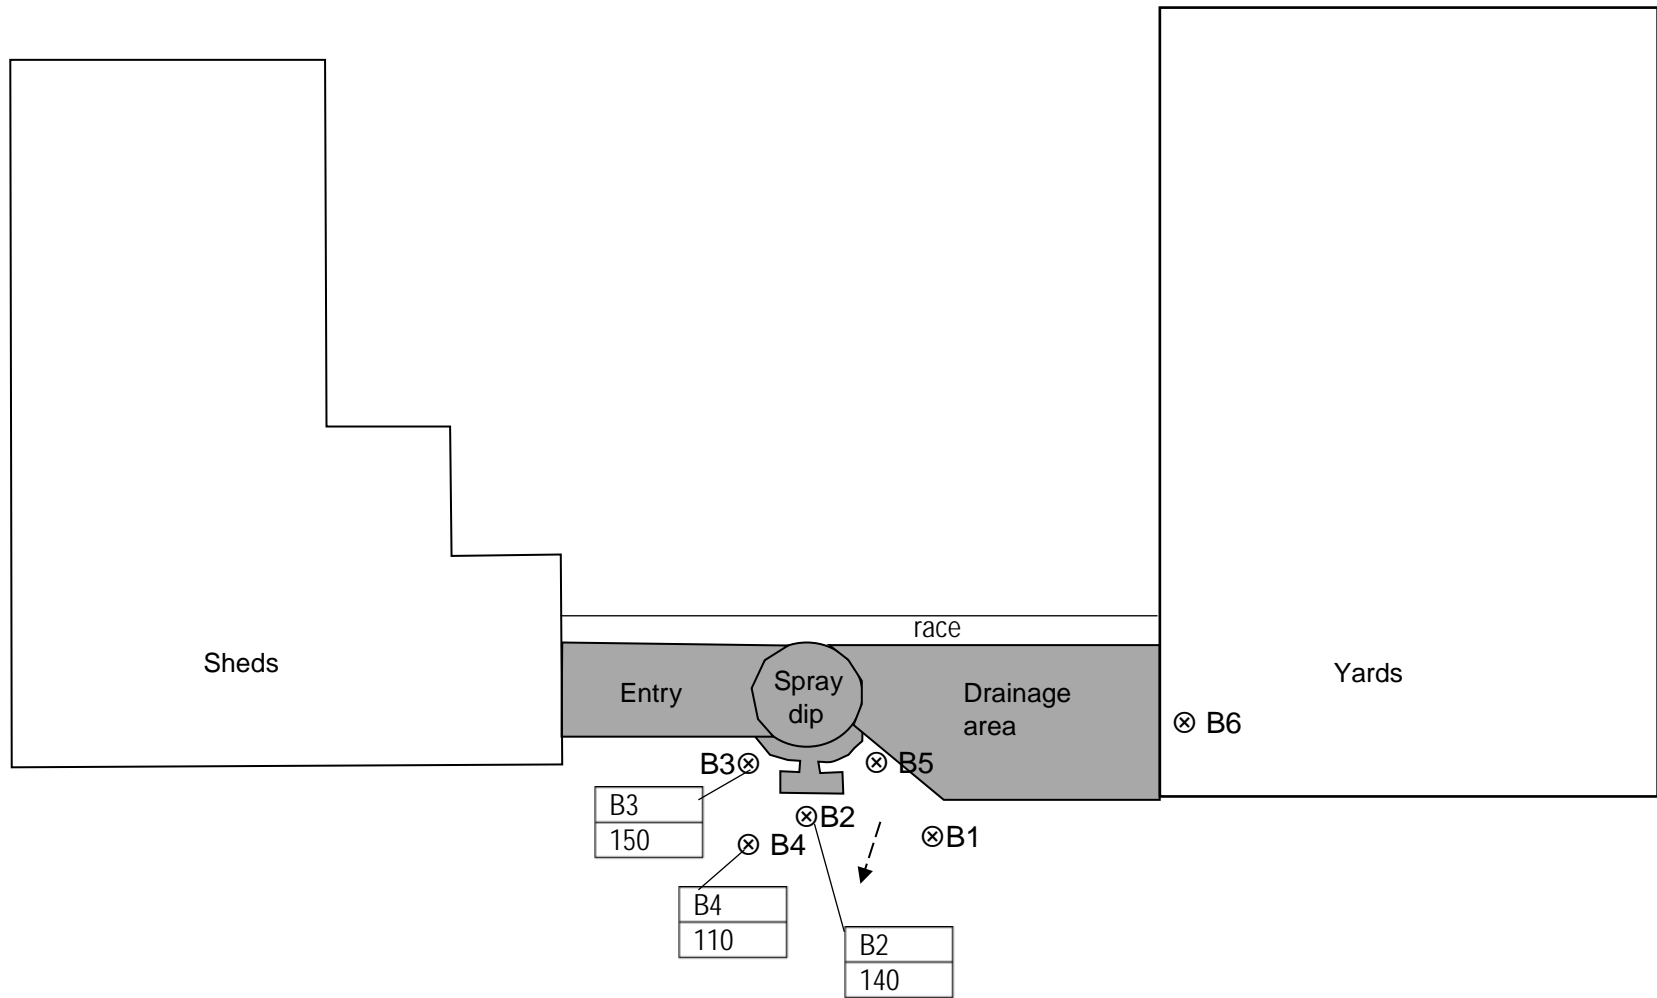 race
Sheds
Entry
Spray
dip
Drainage
area
Yards
B6
B3
B5
B3
150
B2
B1
B4
B4
110
B2
140